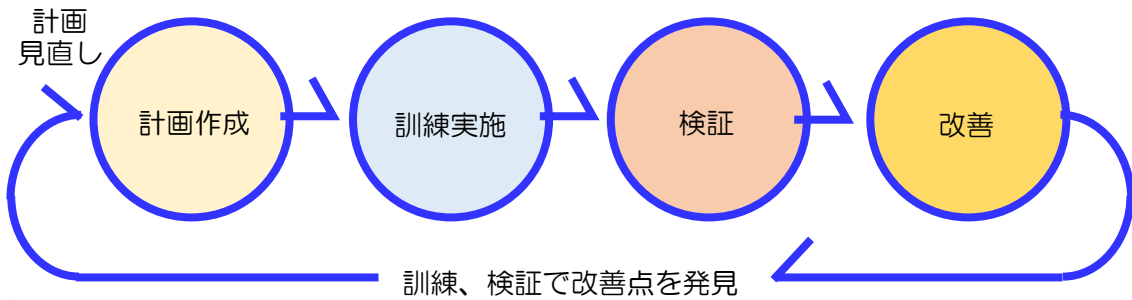 計画
見直し
計画作成
訓練実施
検証
改善
訓練、検証で改善点を発見